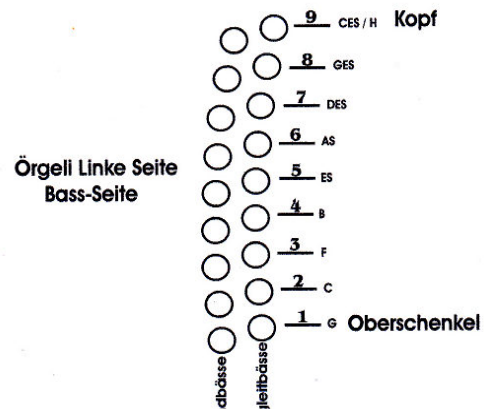 9 CES / H Kopf
8 GES
7 DES
6 AS
Örgeli Linke Seite
Bass-Seite
5 ES
4 B
3 F
2 C
1 G Oberschenkel
dbässe
gleitbässe